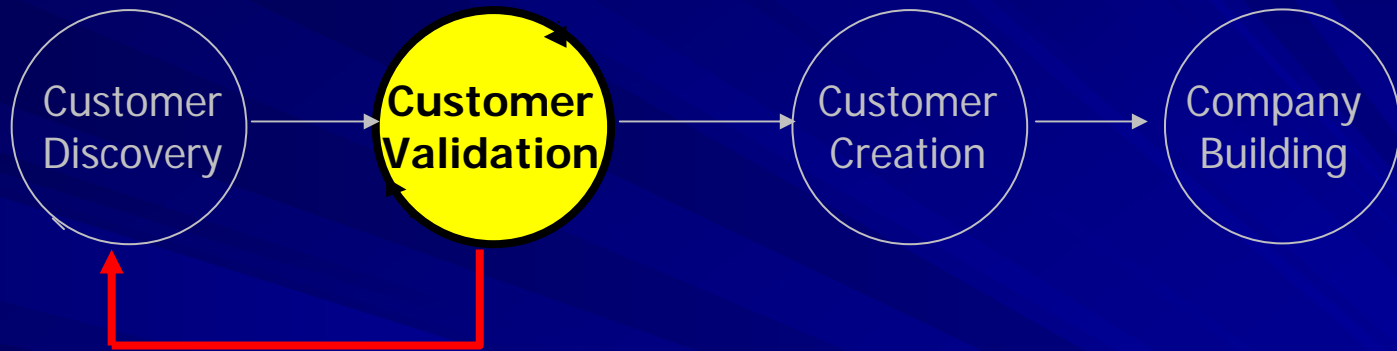 Customer
Discovery
Customer
Validation
Customer
Creation
Company
Building